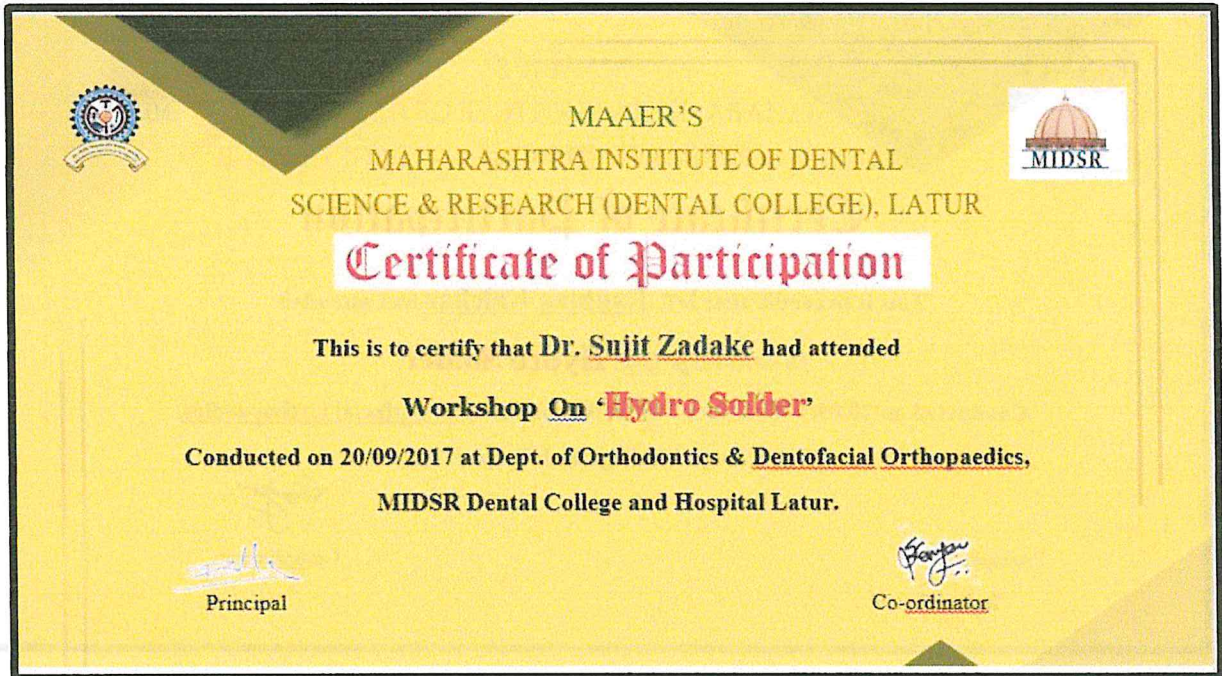 MAAER'S
MAHARASHTRA INSTITUTE OF DENTAL
SCIENCE & RESEARCH (DENTAL COLLEGE), LATUR
MIDSR
Certificate of Participation
This is to certify that Dr. Sujit Zadake had attended
Workshop On ‘Hydro Solder’
Conducted on 20/09/2017 at Dept. of Orthodontics & Dentofacial Orthopaedics,
MIDSR Dental College and Hospital Latur.
Principal
Co-ordinator